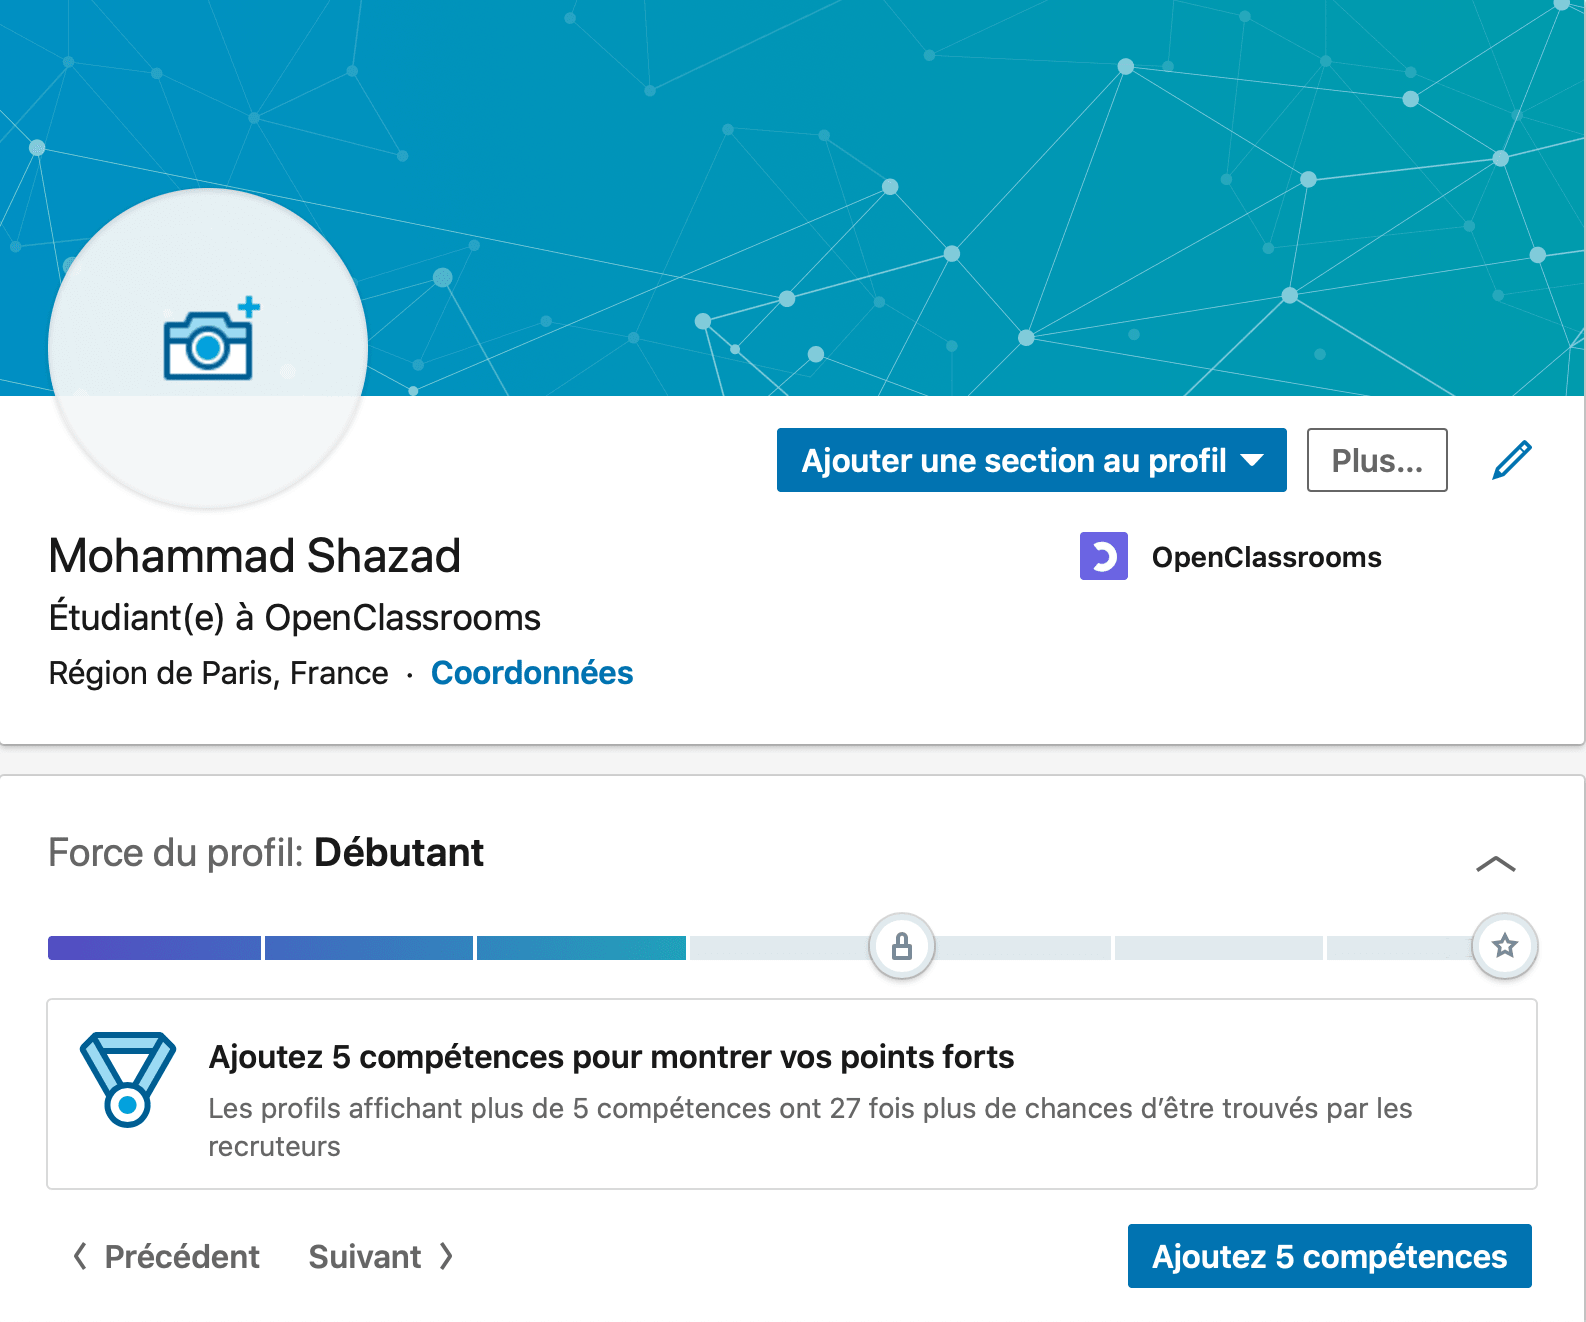 Ajouter une section au profil
Plus...
Mohammad Shazad
OpenClassrooms
Étudiant(e) à OpenClassrooms
Région de Paris, France · Coordonnées
Force du profil: Débutant
Ajoutez 5 compétences pour montrer vos points forts
Les profils affichant plus de 5 compétences ont 27 fois plus de chances d’être trouvés par les
recruteurs
Précédent
Suivant
Ajoutez 5 compétences